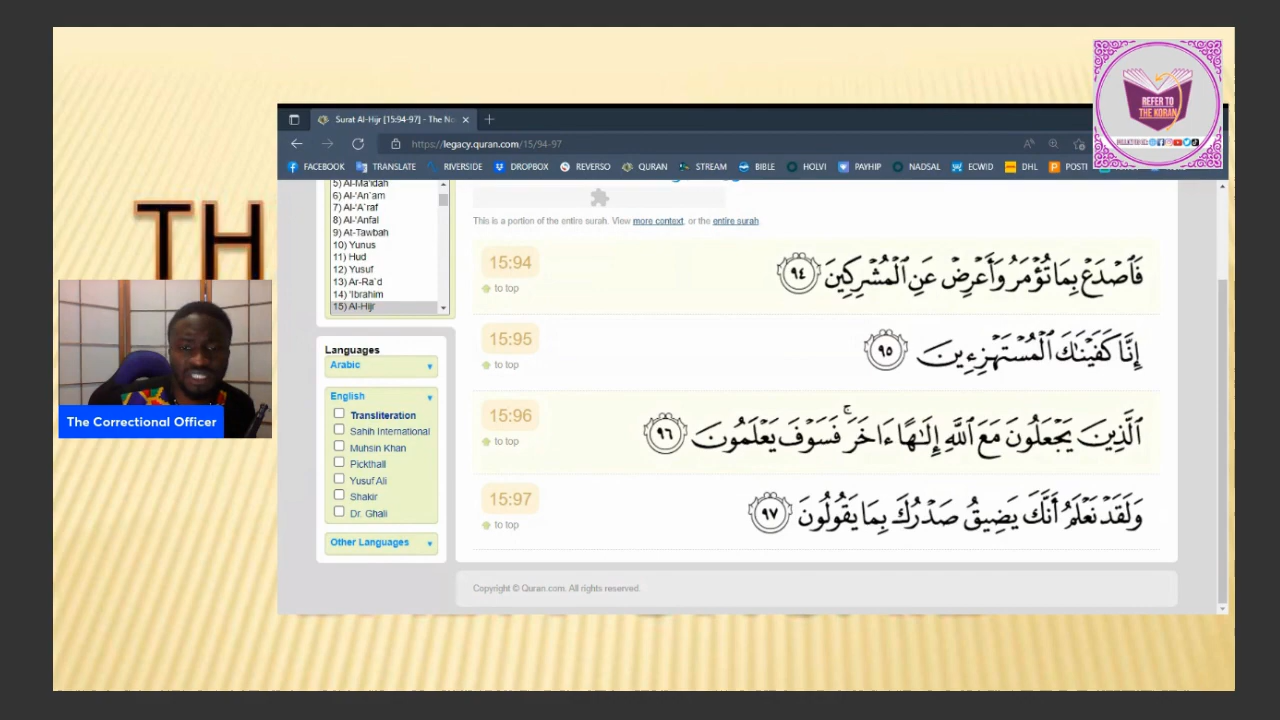 TH
REFER TO
THE KORAN
Surat Al-Hijr [15:94-97] - The No
https://legacy.quran.com/15/94-97
FACEBOOK TRANSLATE RIVERSIDE DROPBOX REVERSO QURAN STREAM BIBLE HOLVI PAYHIP NADSAL ECWID DHL POSTI
5) Al-Ma'idah
6) Al-'An`am
7) Al-'A`raf
8) Al-'Anfal
9) At-Tawbah
10) Yunus
11) Hud
12) Yusuf
13) Ar-Ra`d
14) 'Ibrahim
15) Al-Hijr
This is a portion of the entire surah. View more context, or the entire surah.
15:94
to top
فَٱصْدَعْ بِمَا تُؤْمَرُ وَأَعْرِضْ عَنِ ٱلْمُشْرِكِينَ ٩٤
15:95
to top
إِنَّا كَفَيْنَٰكَ ٱلْمُسْتَهْزِءِينَ ٩٥
15:96
to top
ٱلَّذِينَ يَجْعَلُونَ مَعَ ٱللَّهِ إِلَٰهًا ءَاخَرَ ۚ فَسَوْفَ يَعْلَمُونَ ٩٦
15:97
to top
وَلَقَدْ نَعْلَمُ أَنَّكَ يَضِيقُ صَدْرُكَ بِمَا يَقُولُونَ ٩٧
Languages
Arabic
English
Transliteration
Sahih International
Muhsin Khan
Pickthall
Yusuf Ali
Shakir
Dr. Ghali
Other Languages
Copyright © Quran.com. All rights reserved.
The Correctional Officer